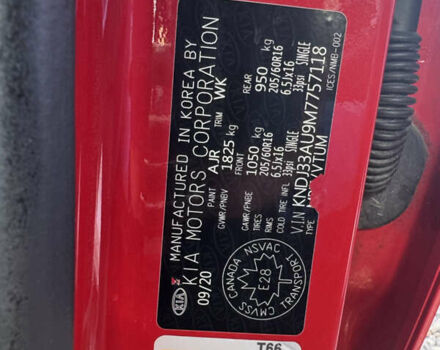 KIA
MANUFACTURED IN KOREA BY
KIA MOTORS CORPORATION
09/20 PAINT AJR TRIM WK
GVWR/PNBV 1825 kg
FRONT REAR
GAWR/PNBE 1050 kg 950 kg
TIRES 205/60R16 205/60R16
RIMS 6.5JX16 6.5JX16
COLD TIRE INFL 33psi SINGLE 33psi SINGLE
V.I.N KNDJ33AU9M7757118
TYPE ICES/NMB-002
CANADA NSVAC
E28
CMVSS TRANSPORT
T66